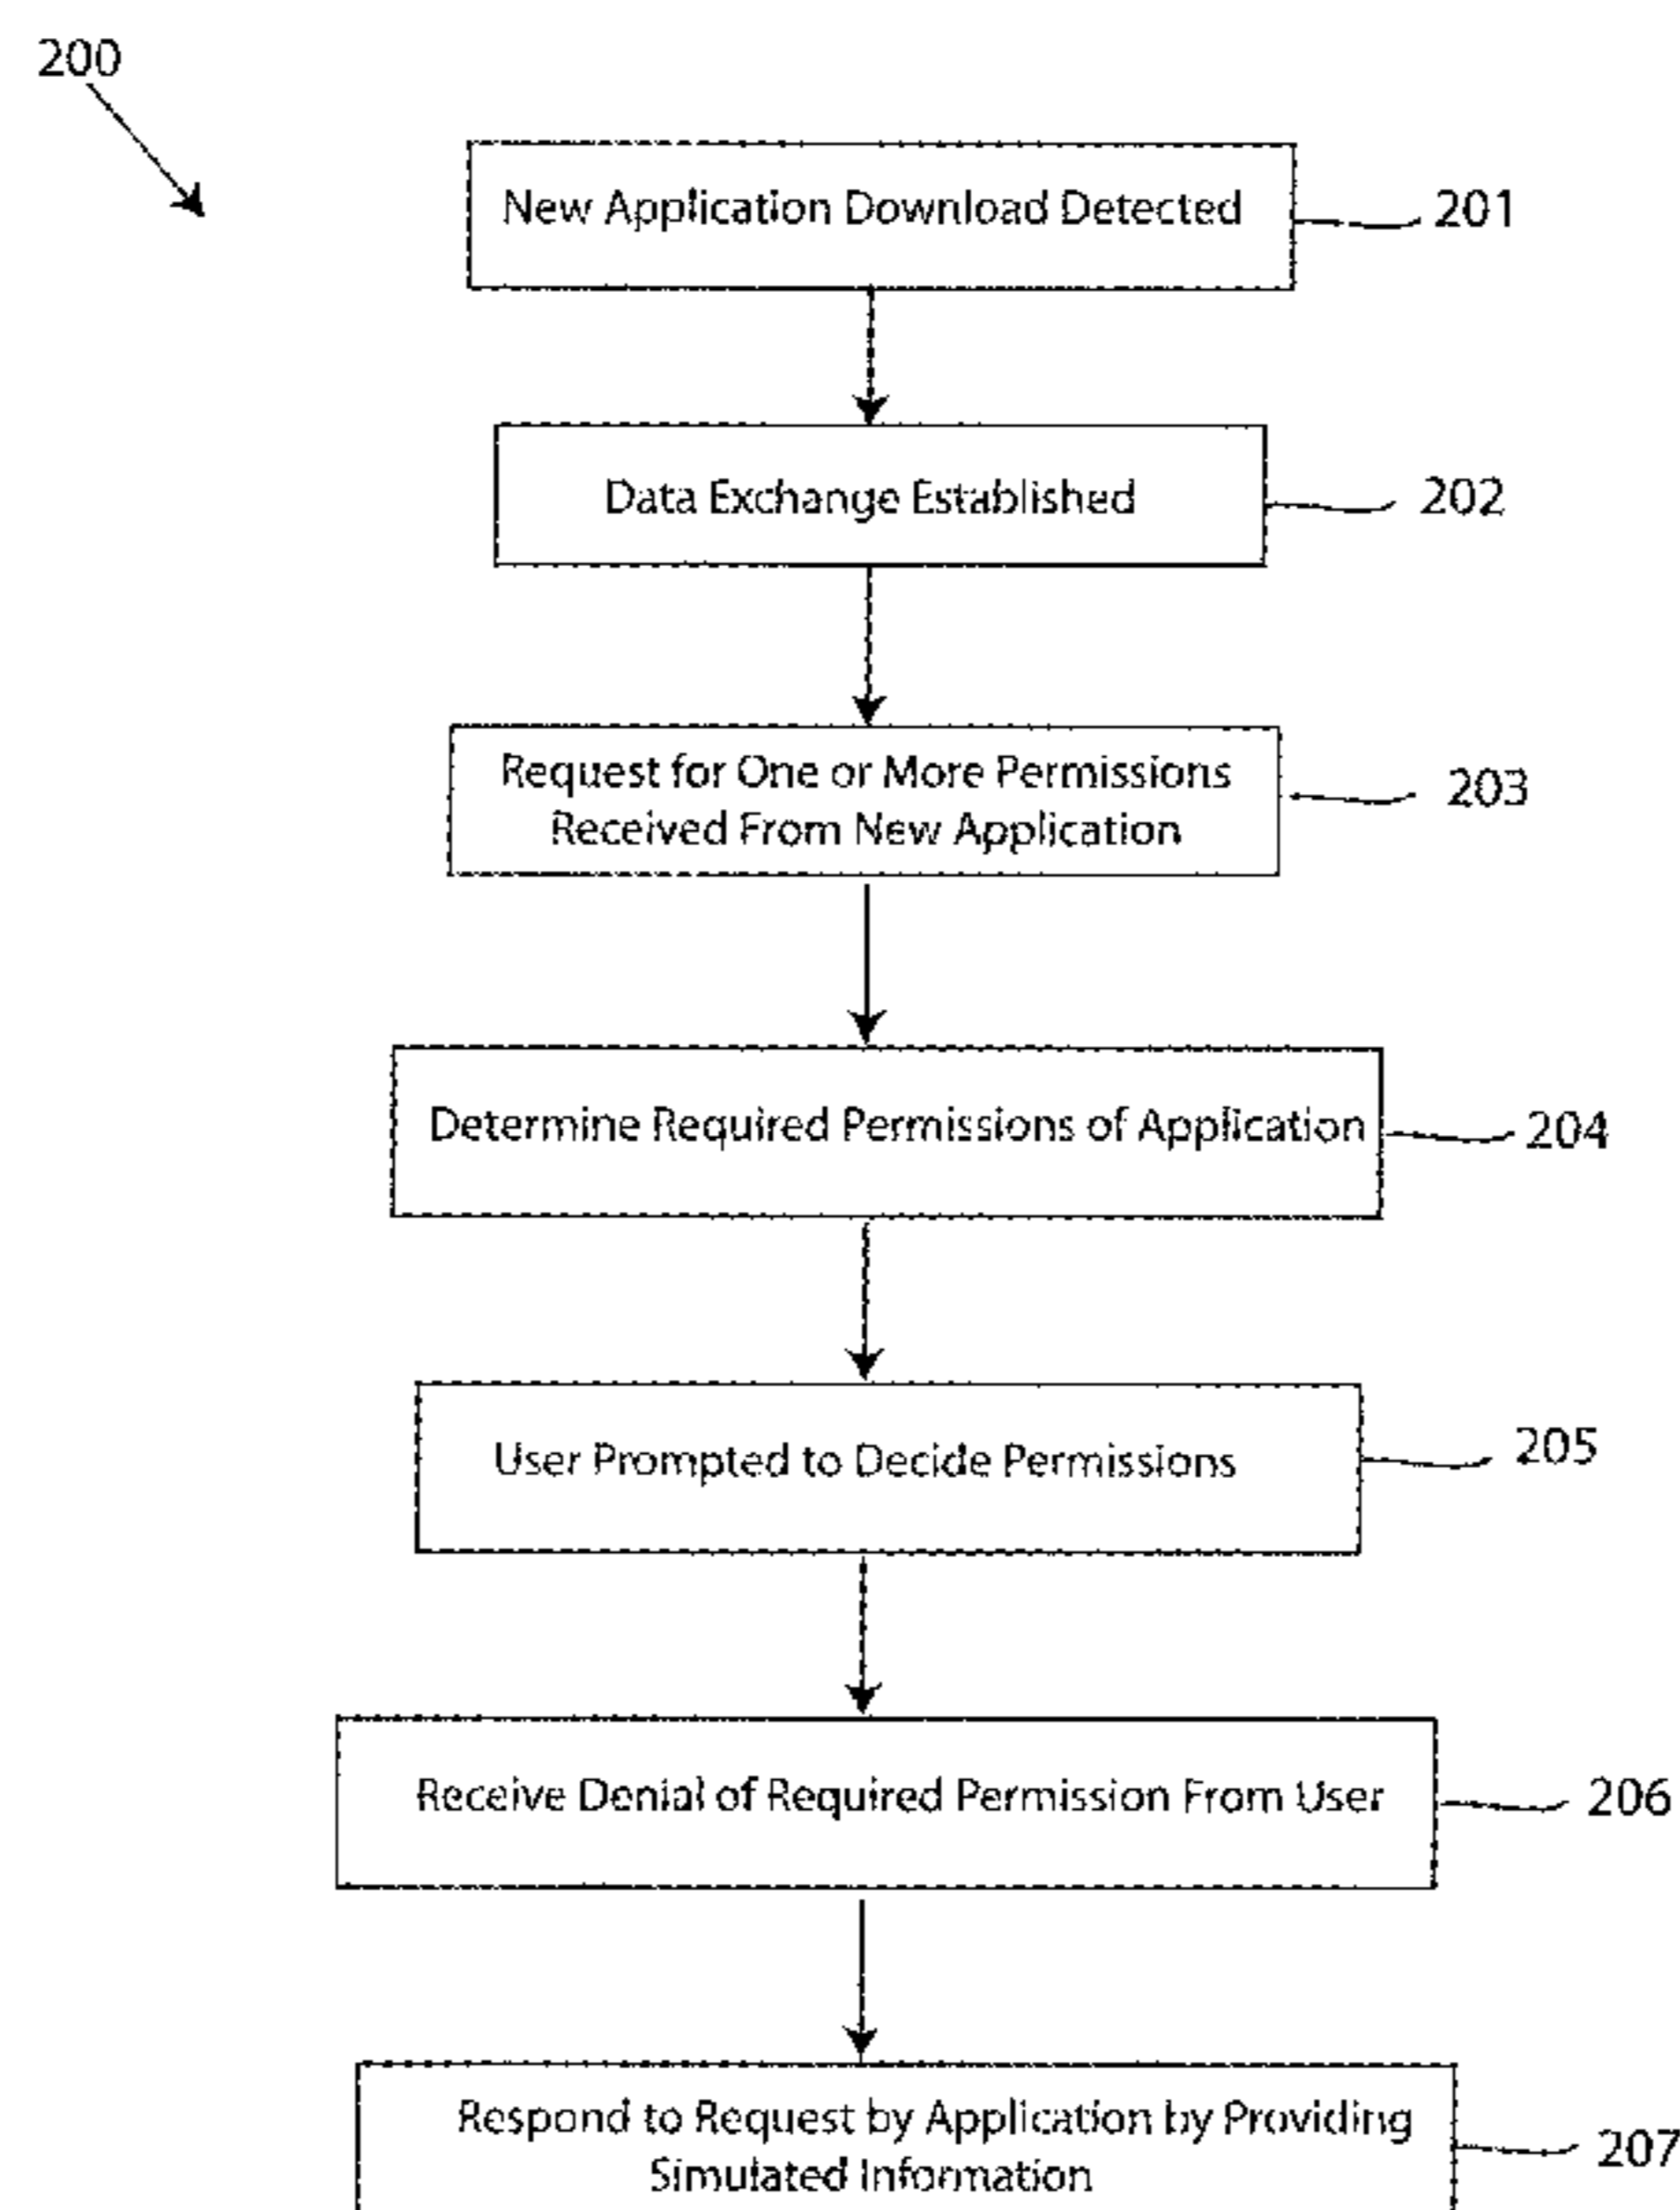 200
New Application Download Detected
201
Data Exchange Established
202
Request for One or More Permissions
Received From New Application
203
Determine Required Permissions of Application
204
User Prompted to Decide Permissions
205
Receive Denial of Required Permission From User
206
Respond to Request by Application by Providing
Simulated Information
207